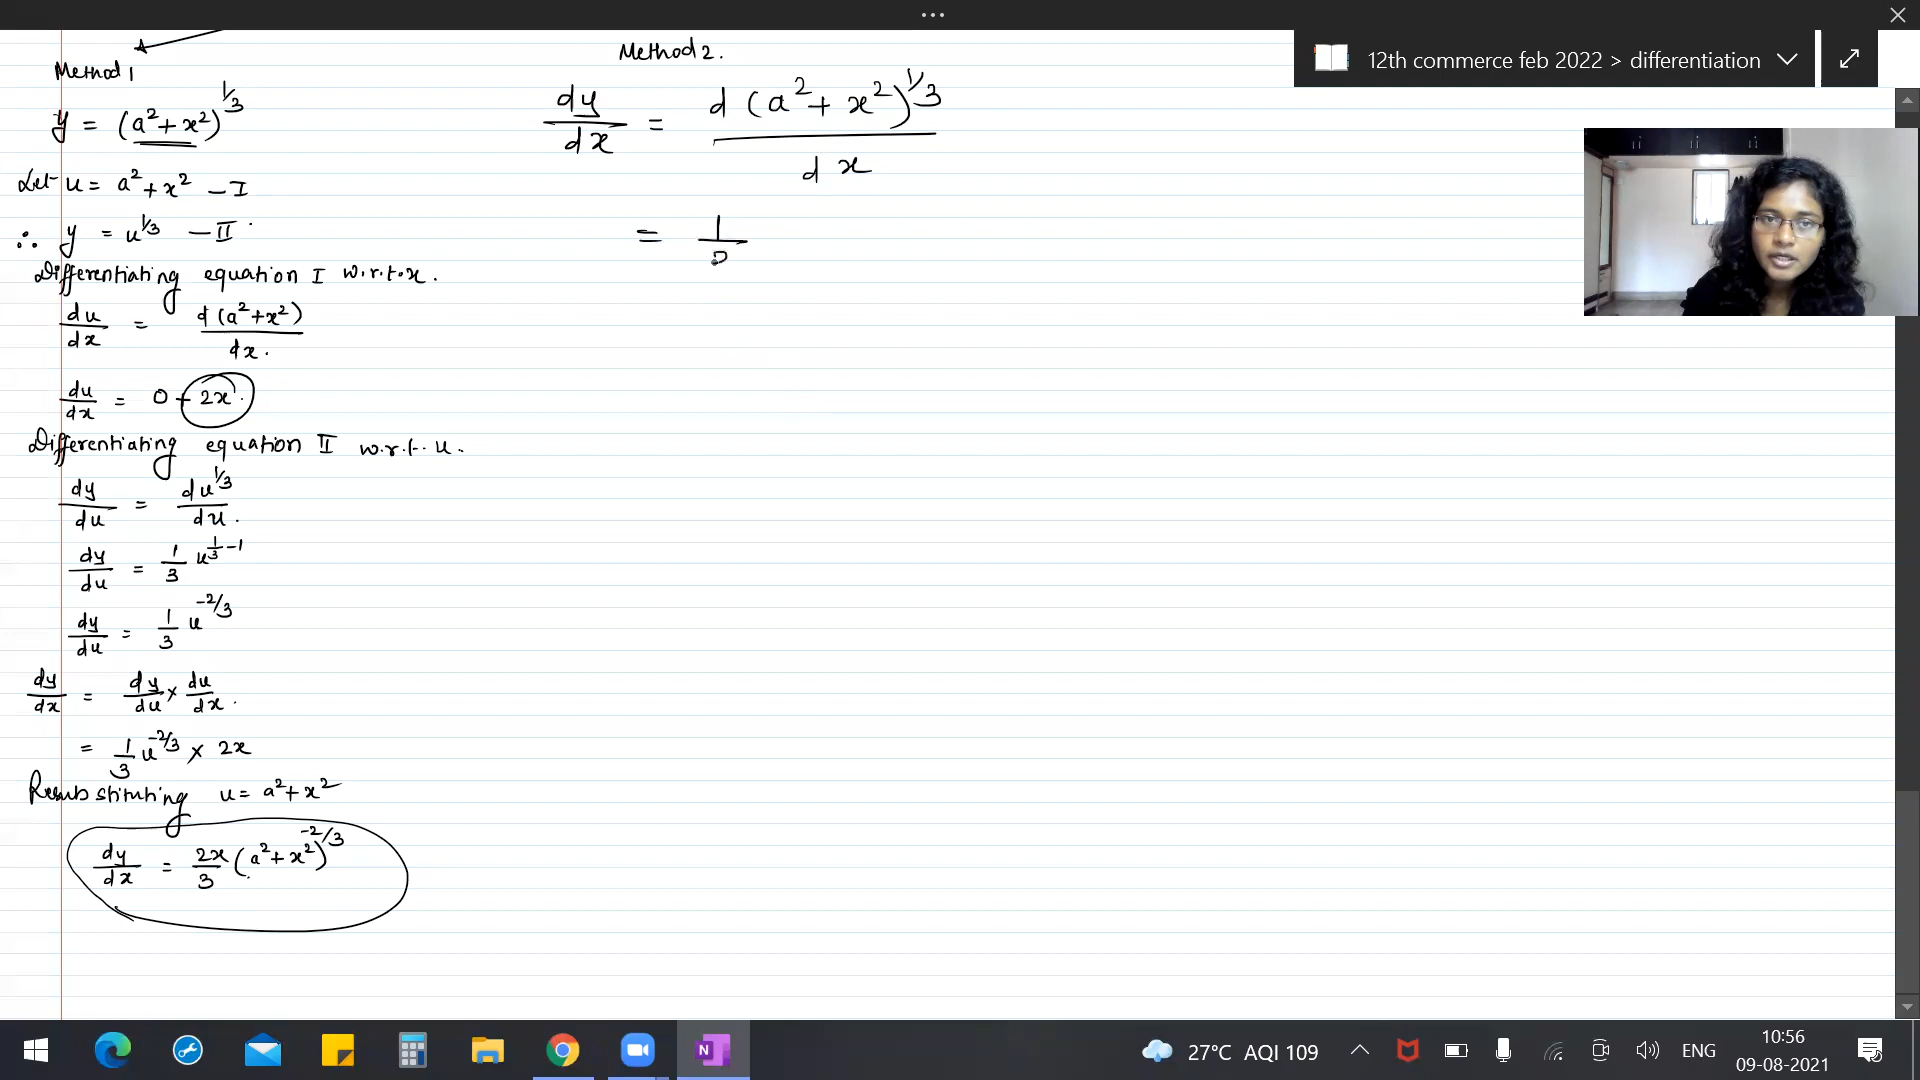 12th commerce feb 2022 > differentiation
Method 1
y = (a²+x²)^1/3
Let u = a²+x² – I
∴ y = u^1/3 – II
Differentiating equation I w.r.t.x.
du/dx = d(a²+x²)/dx.
du/dx = 0 + 2x.
Differentiating equation II w.r.t. u.
dy/du = du^1/3/du.
dy/du = 1/3 u^1/3 – 1
dy/du = 1/3 u^-2/3
dy/dx = dy/du × du/dx.
= 1/3 u^-2/3 × 2x
Resubstituting u = a²+x²
dy/dx = 2x/3 (a²+x²)^-2/3
Method 2.
dy/dx = d(a²+x²)^1/3/dx
= 1/
27°C AQI 109
ENG
10:56
09-08-2021